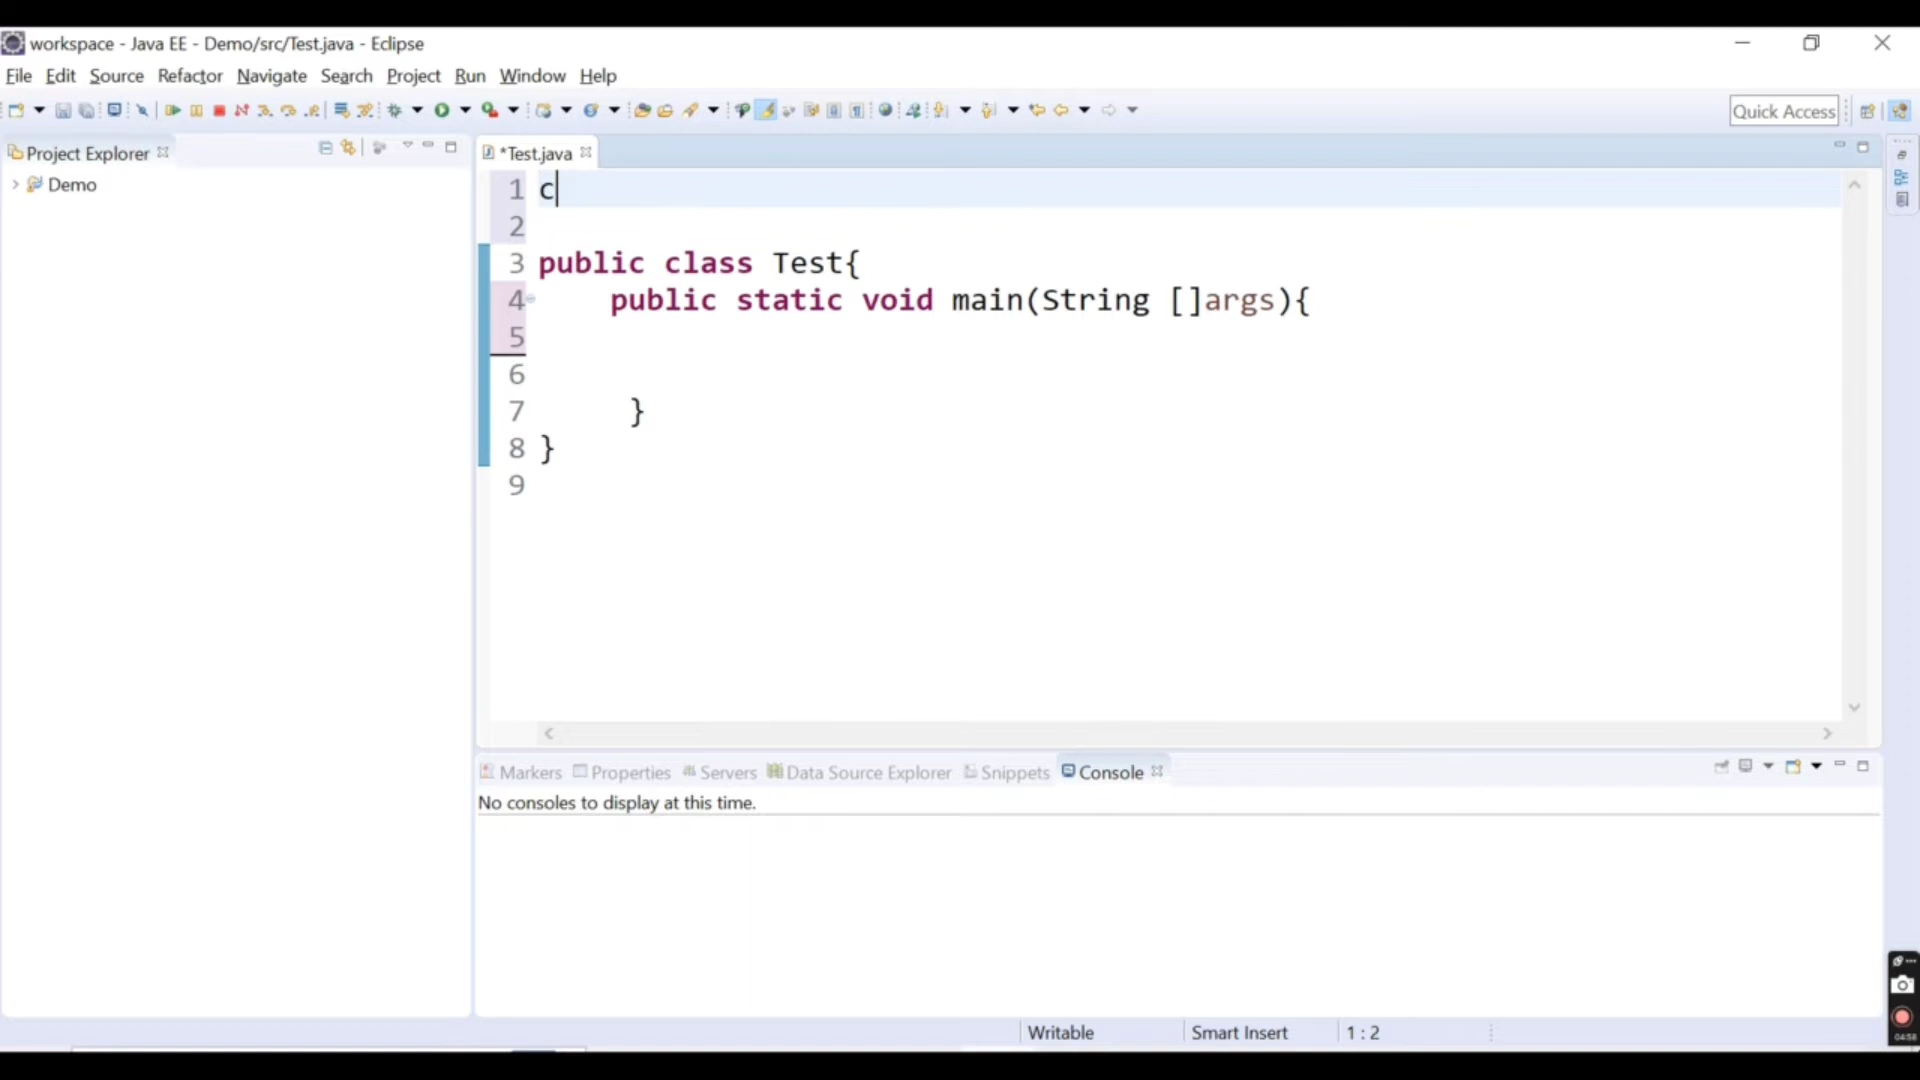 workspace - Java EE - Demo/src/Test.java - Eclipse
File Edit Source Refactor Navigate Search Project Run Window Help
Quick Access
Project Explorer
*Test.java
Demo
1 c
2
3 public class Test{
4 public static void main(String []args){
5
6
7 }
8 }
9
Markers Properties Servers Data Source Explorer Snippets Console
No consoles to display at this time.
Writable Smart Insert 1 : 2
04:58